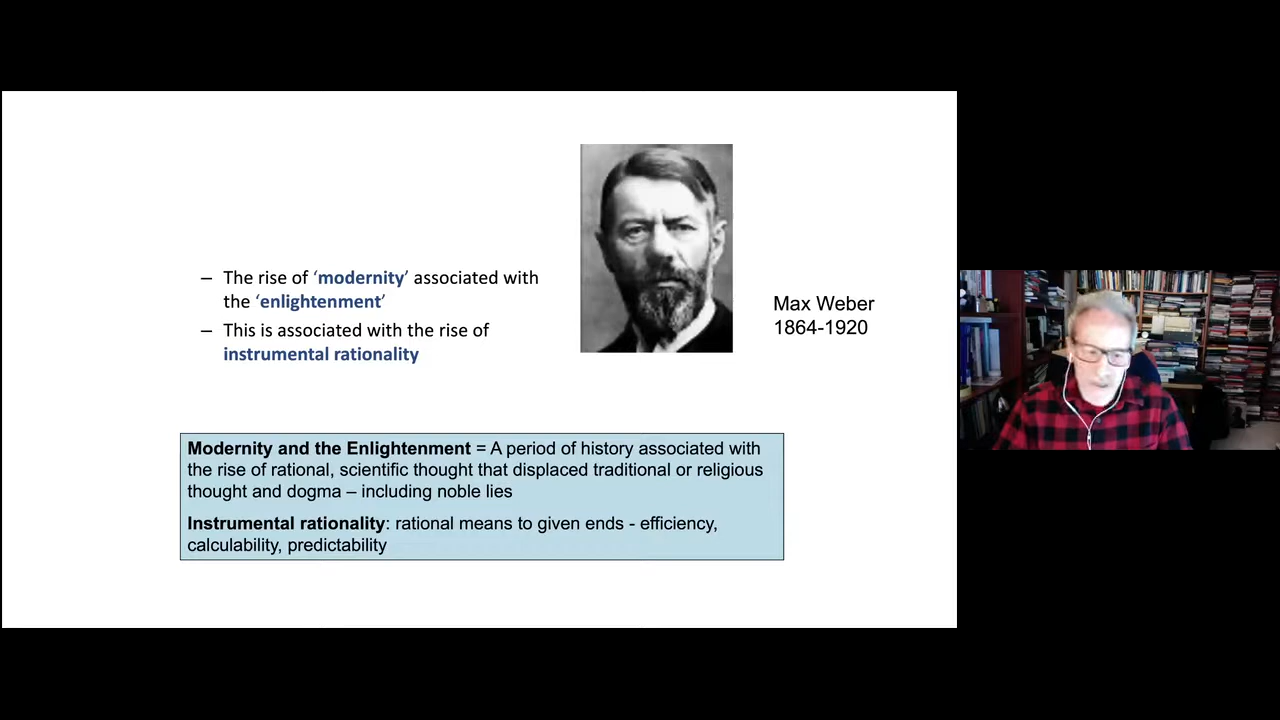 – The rise of ‘modernity’ associated with
the ‘enlightenment’
– This is associated with the rise of
instrumental rationality
Max Weber
1864-1920
Modernity and the Enlightenment = A period of history associated with
the rise of rational, scientific thought that displaced traditional or religious
thought and dogma – including noble lies
Instrumental rationality: rational means to given ends - efficiency,
calculability, predictability